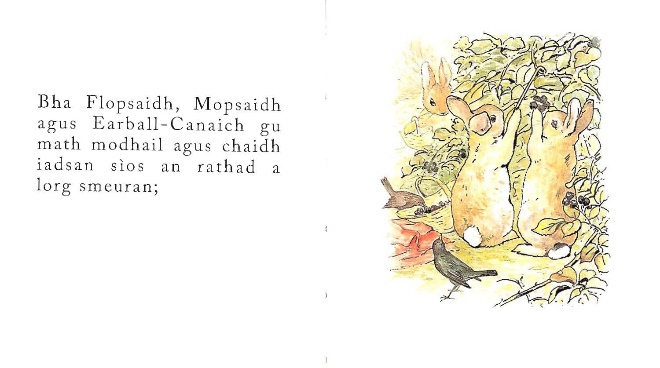 Bha Flopsaidh, Mopsaidh
agus Earball-Canaich gu
math modhail agus chaidh
iadsan sìos an rathad a
lorg smeuran;